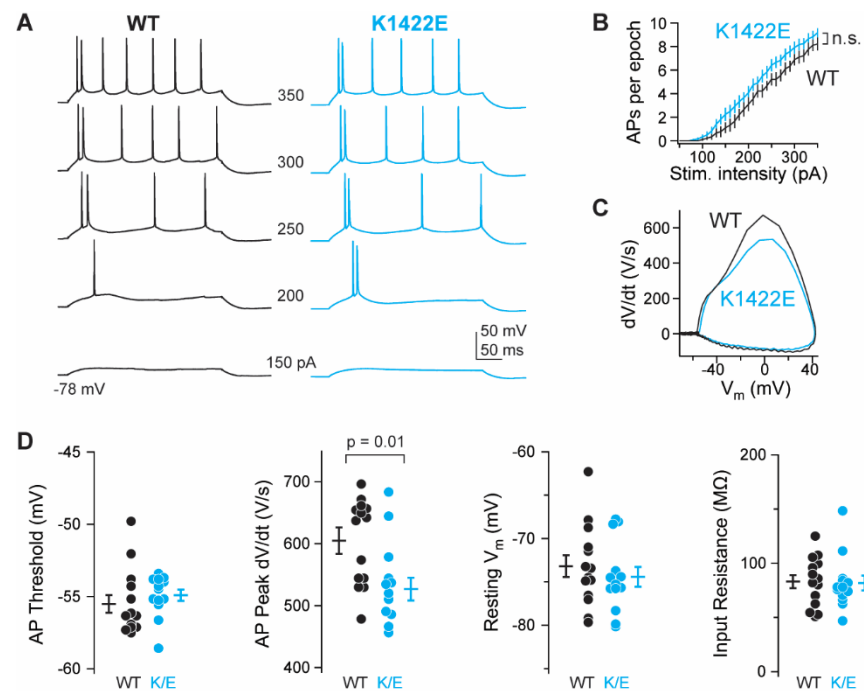 A
WT
K1422E
350
300
250
200
150 pA
-78 mV
50 mV
50 ms
B
APs per epoch
10
8
6
4
2
0
K1422E
WT
n.s.
100
200
300
Stim. intensity (pA)
C
dV/dt (V/s)
600
400
200
0
WT
K1422E
-40
0
40
Vm (mV)
D
AP Threshold (mV)
-45
-50
-55
-60
WT K/E
AP Peak dV/dt (V/s)
p = 0.01
700
600
500
400
WT K/E
Resting Vm (mV)
-60
-70
-80
WT K/E
Input Resistance (MΩ)
200
100
0
WT K/E